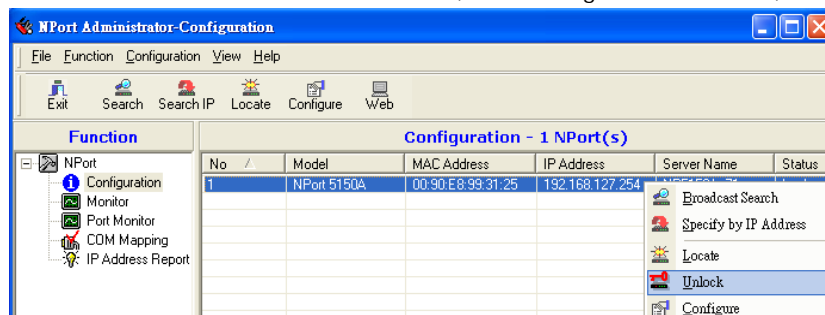 NPort Administrator-Configuration
File Function Configuration View Help
Exit Search Search IP Locate Configure Web
Function
Configuration - 1 NPort(s)
NPort
Configuration
Monitor
Port Monitor
COM Mapping
IP Address Report
No Model MAC Address IP Address Server Name Status
1 NPort 5150A 00:90:E8:99:31:25 192.168.127.254
Broadcast Search
Specify by IP Address
Locate
Unlock
Configure